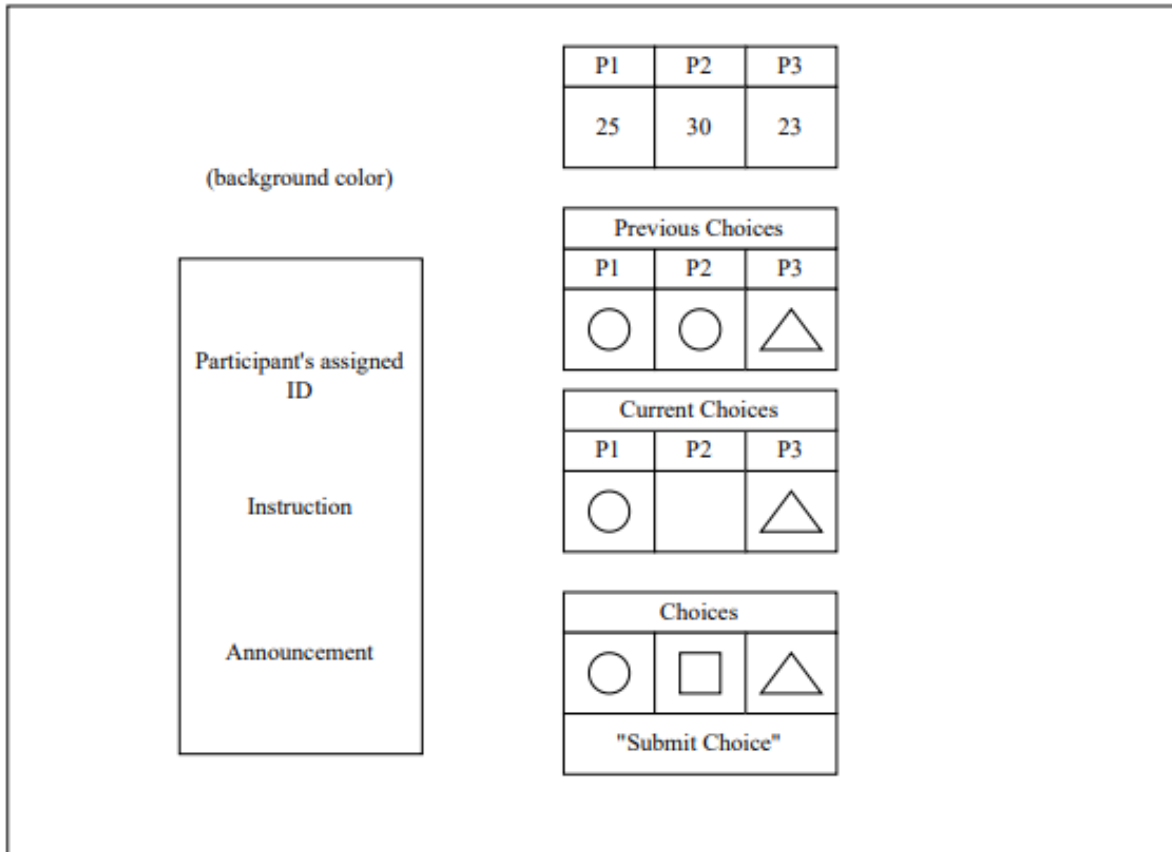 (background color)
Participant's assigned
ID
Instruction
Announcement
P1 P2 P3
25 30 23
Previous Choices
P1 P2 P3
Current Choices
P1 P2 P3
Choices
"Submit Choice"